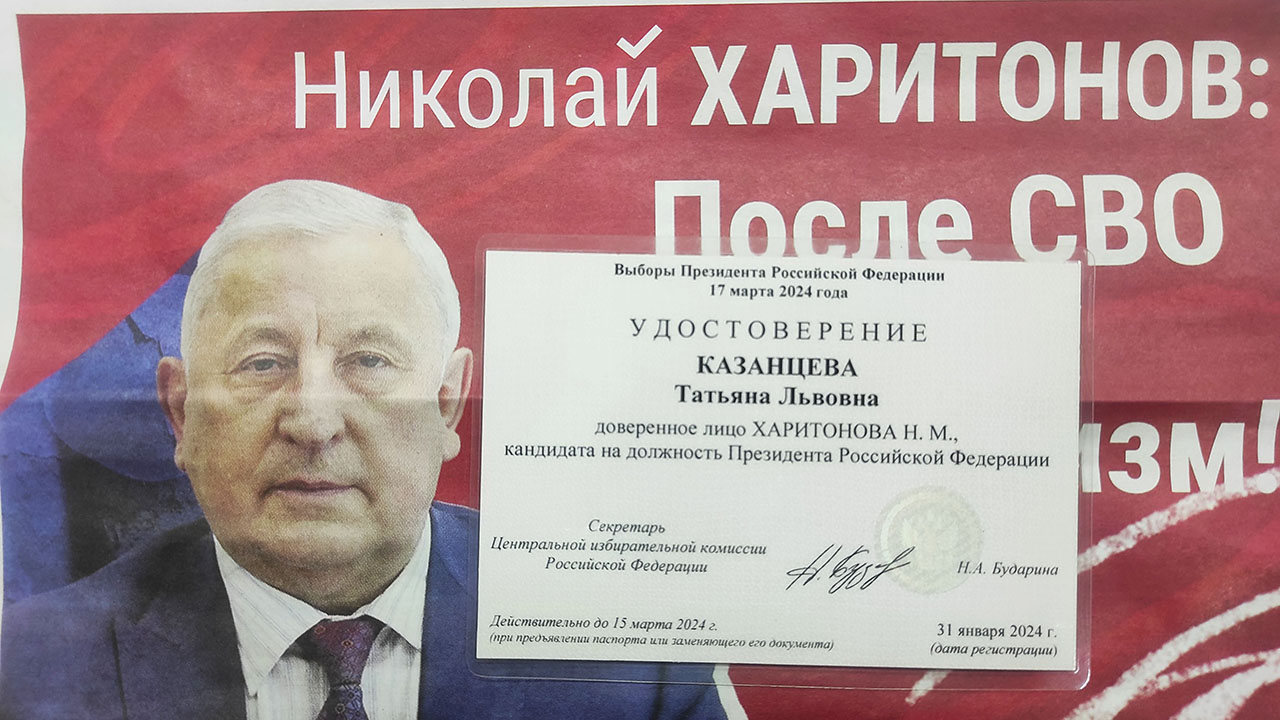 Николай ХАРИТОНОВ:
После СВО
изм!
Выборы Президента Российской Федерации
17 марта 2024 года
УДОСТОВЕРЕНИЕ
КАЗАНЦЕВА
Татьяна Львовна
доверенное лицо ХАРИТОНОВА Н. М.,
кандидата на должность Президента Российской Федерации
Секретарь
Центральной избирательной комиссии
Российской Федерации
Н.А. Бударина
Действительно до 15 марта 2024 г.
(при предъявлении паспорта или заменяющего его документа)
31 января 2024 г.
(дата регистрации)